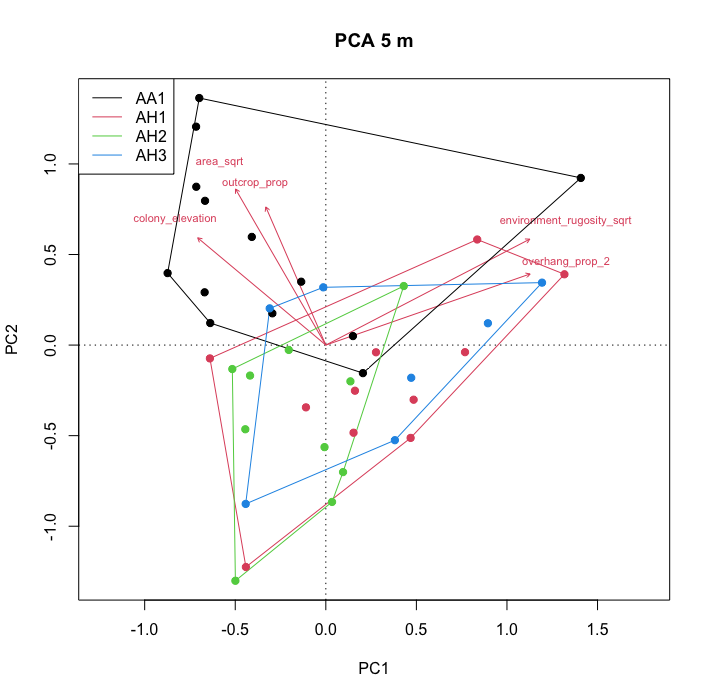 PCA 5 m
AA1
AH1
AH2
AH3
area_sqrt
outcrop_prop
colony_elevation
environment_rugosity_sqrt
overhang_prop_2
PC2
1.0
0.5
0.0
-0.5
-1.0
-1.0 -0.5 0.0 0.5 1.0 1.5
PC1